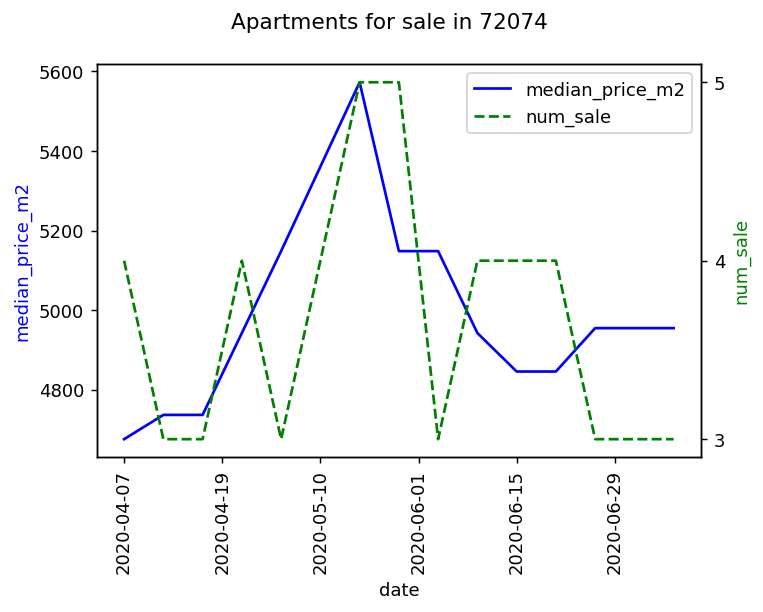 Apartments for sale in 72074
5600
5400
5200
5000
4800
median_price_m2
median_price_m2
num_sale
5
4
3
num_sale
2020-04-07
2020-04-19
2020-05-10
2020-06-01
2020-06-15
2020-06-29
date